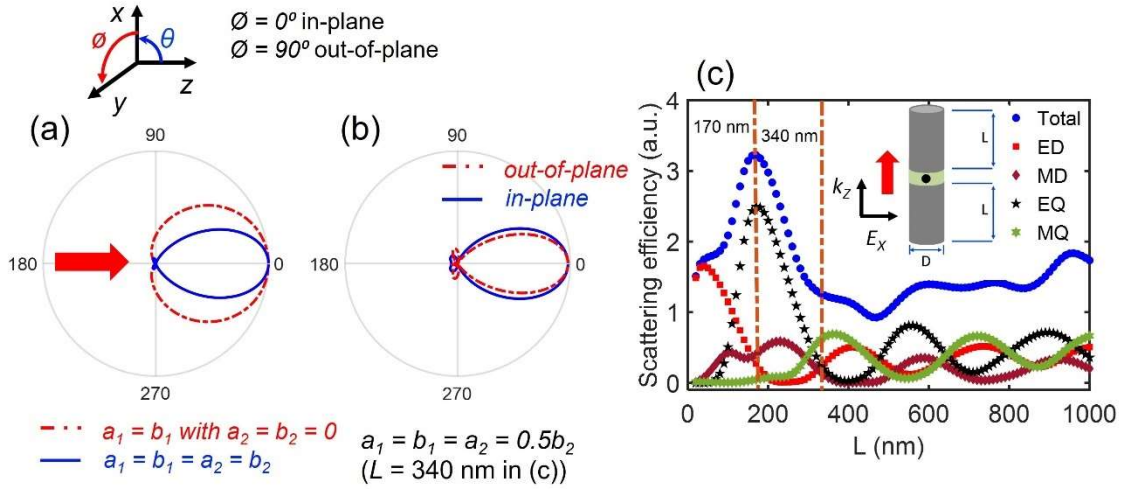 x
Ø
θ
z
y
Ø = 0º in-plane
Ø = 90º out-of-plane
(a)
90
180
0
270
(b)
90
out-of-plane
in-plane
180
0
270
a1 = b1 with a2 = b2 = 0
a1 = b1 = a2 = b2
a1 = b1 = a2 = 0.5b2
(L = 340 nm in (c))
(c)
Scattering efficiency (a.u.)
4
3
2
1
0
170 nm
340 nm
kZ
EX
L
L
D
Total
ED
MD
EQ
MQ
0 200 400 600 800 1000
L (nm)